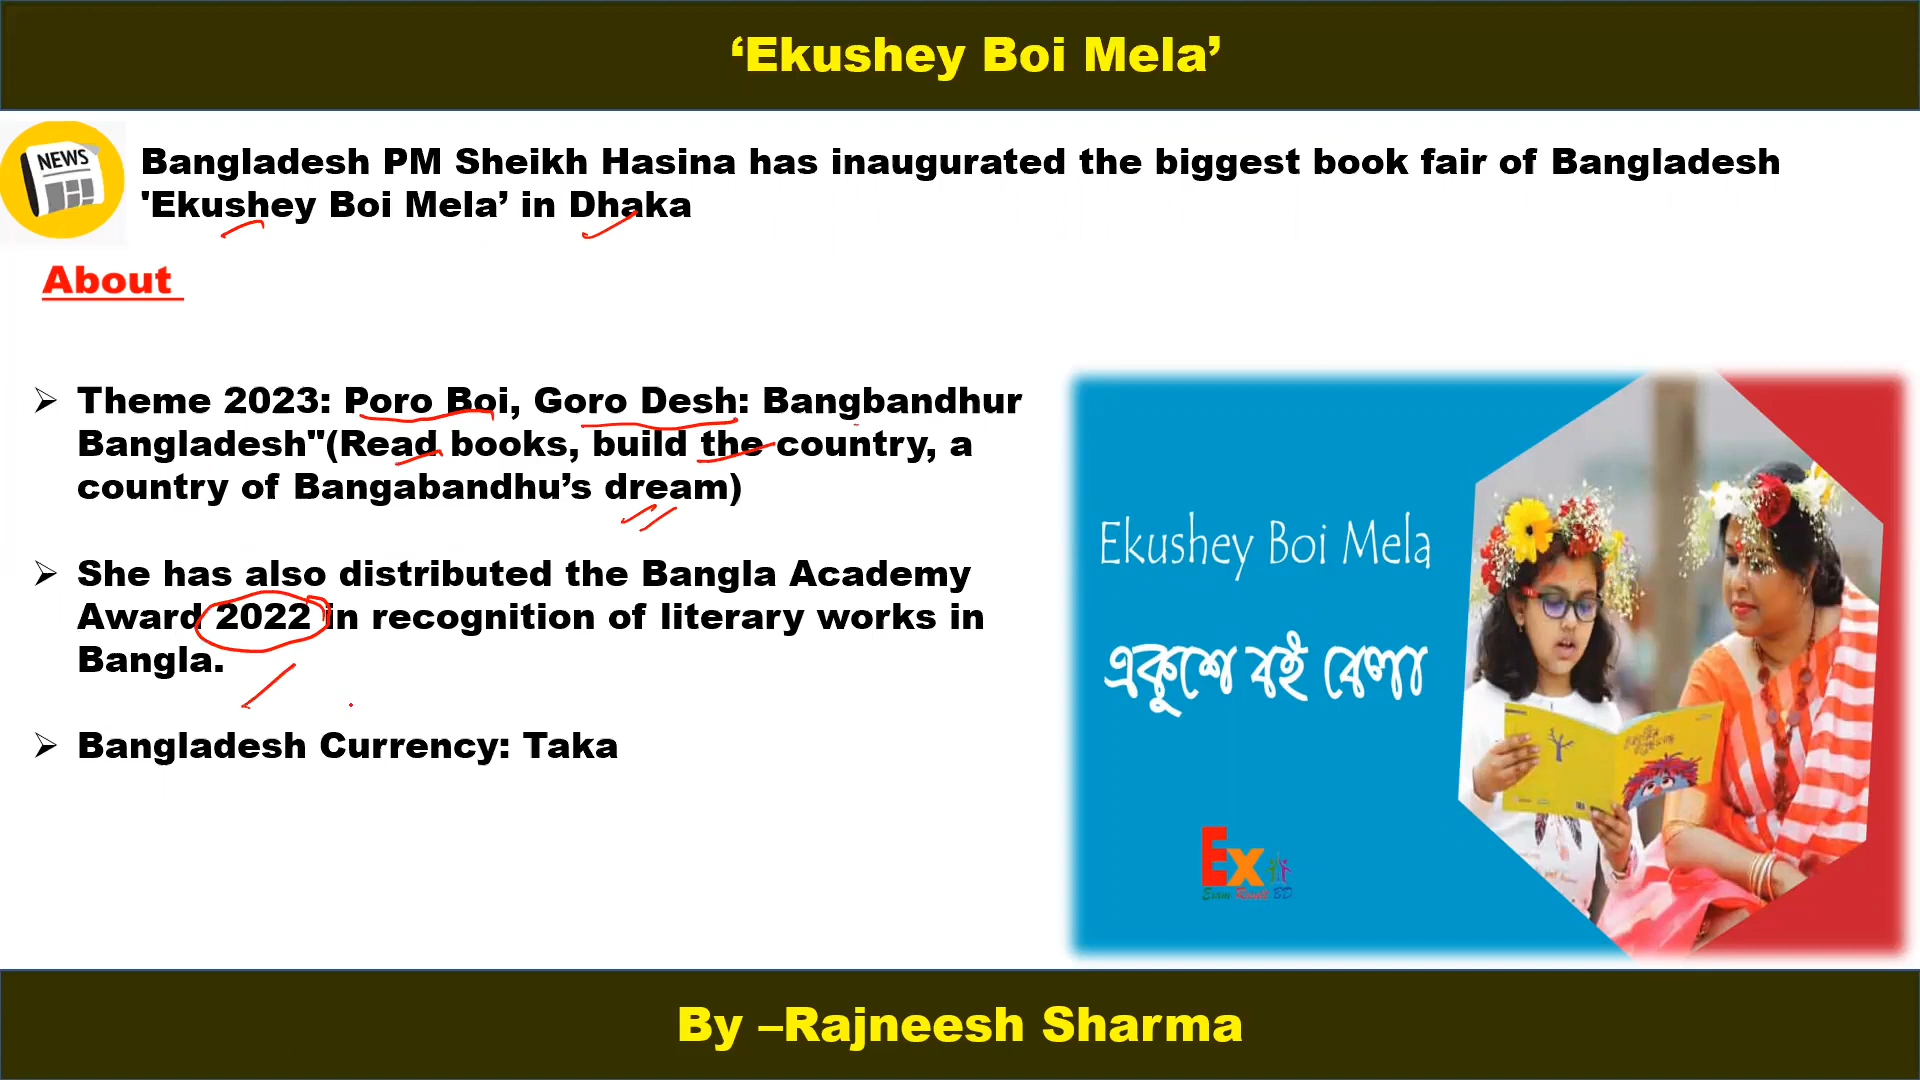 ‘Ekushey Boi Mela’
NEWS
Bangladesh PM Sheikh Hasina has inaugurated the biggest book fair of Bangladesh
'Ekushey Boi Mela’ in Dhaka
About
Theme 2023: Poro Boi, Goro Desh: Bangbandhur
Bangladesh"(Read books, build the country, a
country of Bangabandhu’s dream)
She has also distributed the Bangla Academy
Award 2022 in recognition of literary works in
Bangla.
Bangladesh Currency: Taka
Ekushey Boi Mela
একুশে বই মেলা
Ex
By –Rajneesh Sharma